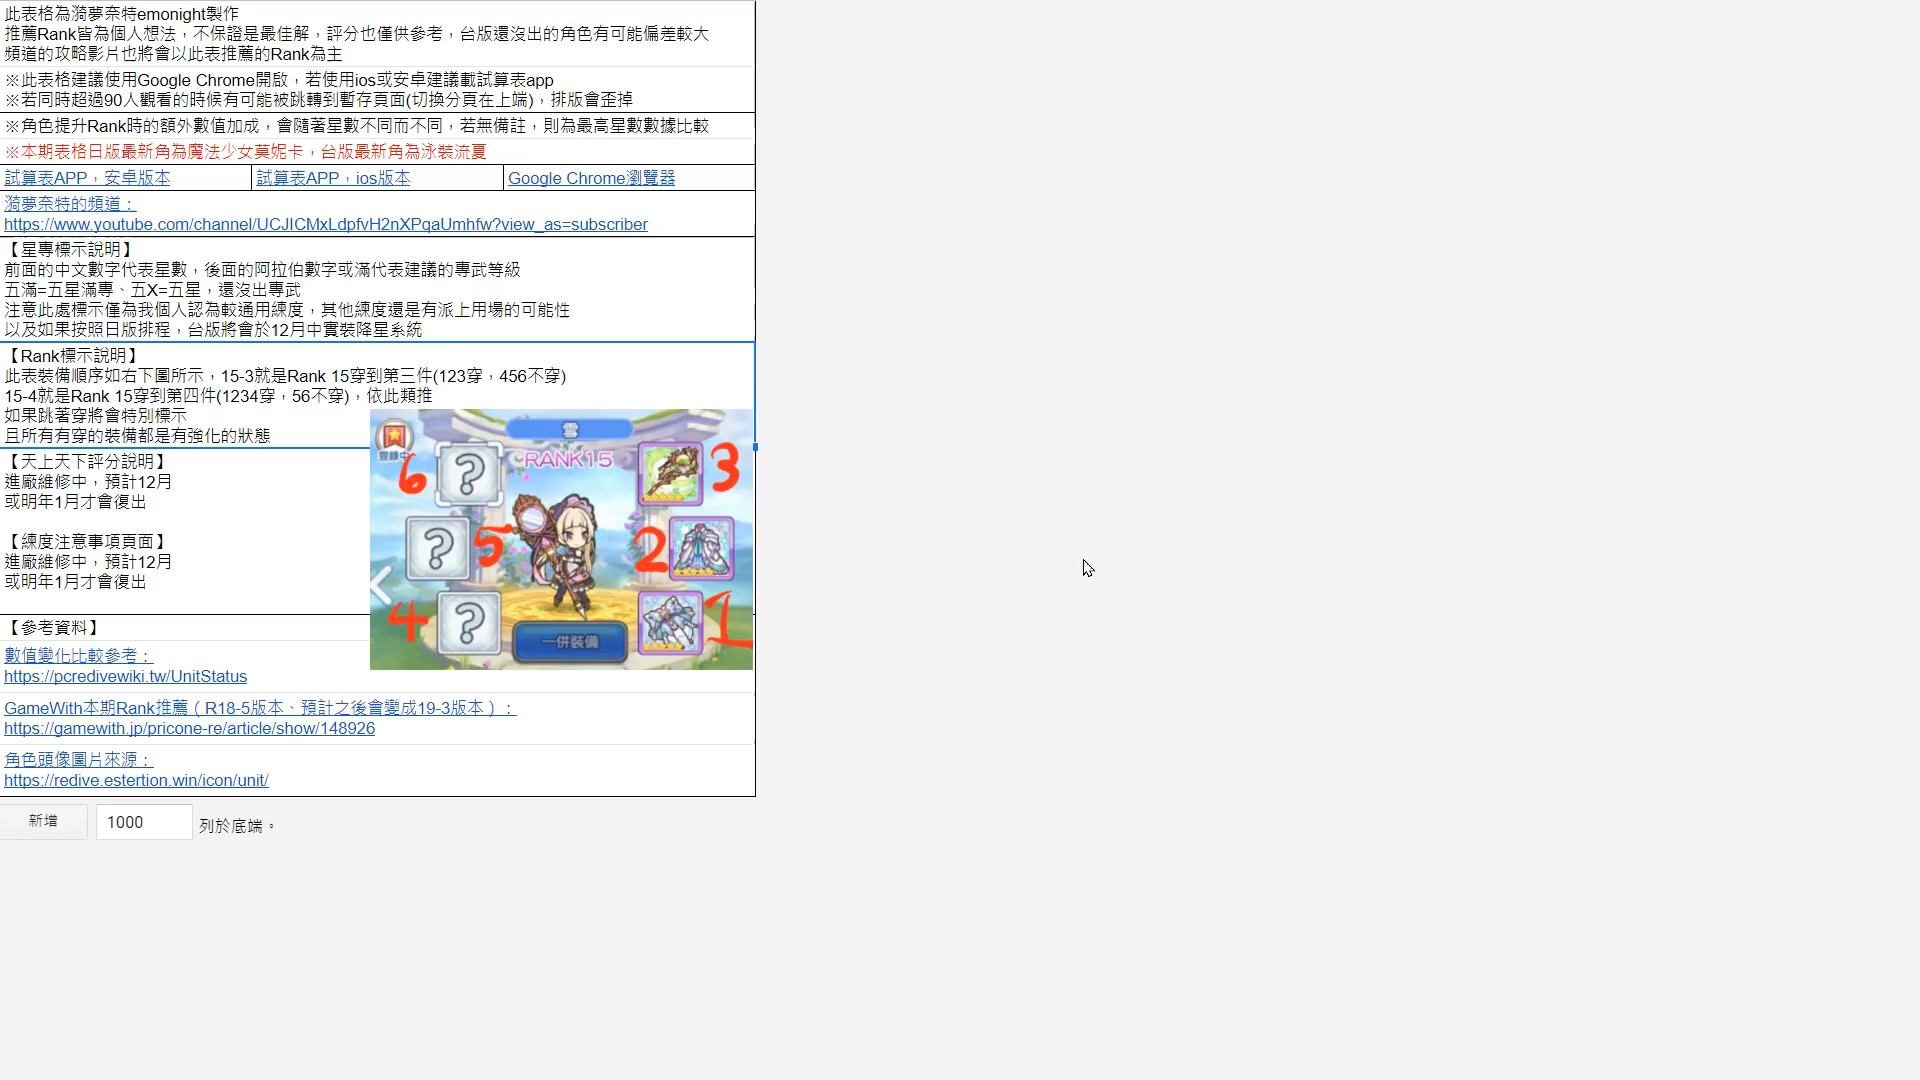 此表格為漪夢奈特emonight製作
推薦Rank皆為個人想法，不保證是最佳解，評分也僅供參考，台版還沒出的角色有可能偏差較大
頻道的攻略影片也將會以此表推薦的Rank為主
※此表格建議使用Google Chrome開啟，若使用ios或安卓建議載試算表app
※若同時超過90人觀看的時候有可能被跳轉到暫存頁面(切換分頁在上端)，排版會歪掉
※角色提升Rank時的額外數值加成，會隨著星數不同而不同，若無備註，則為最高星數數據比較
※本期表格日版最新角為魔法少女莫妮卡，台版最新角為泳裝流夏
試算表APP，安卓版本
試算表APP，ios版本
Google Chrome瀏覽器
漪夢奈特的頻道：
https://www.youtube.com/channel/UCJICMxLdpfvH2nXPqaUmhfw?view_as=subscriber
【星專標示說明】
前面的中文數字代表星數，後面的阿拉伯數字或滿代表建議的專武等級
五滿=五星滿專、五X=五星，還沒出專武
注意此處標示僅為我個人認為較通用練度，其他練度還是有派上用場的可能性
以及如果按照日版排程，台版將會於12月中實裝降星系統
【Rank標示說明】
此表裝備順序如右下圖所示，15-3就是Rank 15穿到第三件(123穿，456不穿)
15-4就是Rank 15穿到第四件(1234穿，56不穿)，依此類推
如果跳著穿將會特別標示
且所有有穿的裝備都是有強化的狀態
雪
RANK15
6
3
5
2
4
1
一併裝備
【天上天下評分說明】
進廠維修中，預計12月
或明年1月才會復出
【練度注意事項頁面】
進廠維修中，預計12月
或明年1月才會復出
【參考資料】
數值變化比較參考：
https://pcredivewiki.tw/UnitStatus
GameWith本期Rank推薦（R18-5版本、預計之後會變成19-3版本）：
https://gamewith.jp/pricone-re/article/show/148926
角色頭像圖片來源：
https://redive.estertion.win/icon/unit/
新增
1000
列於底端。